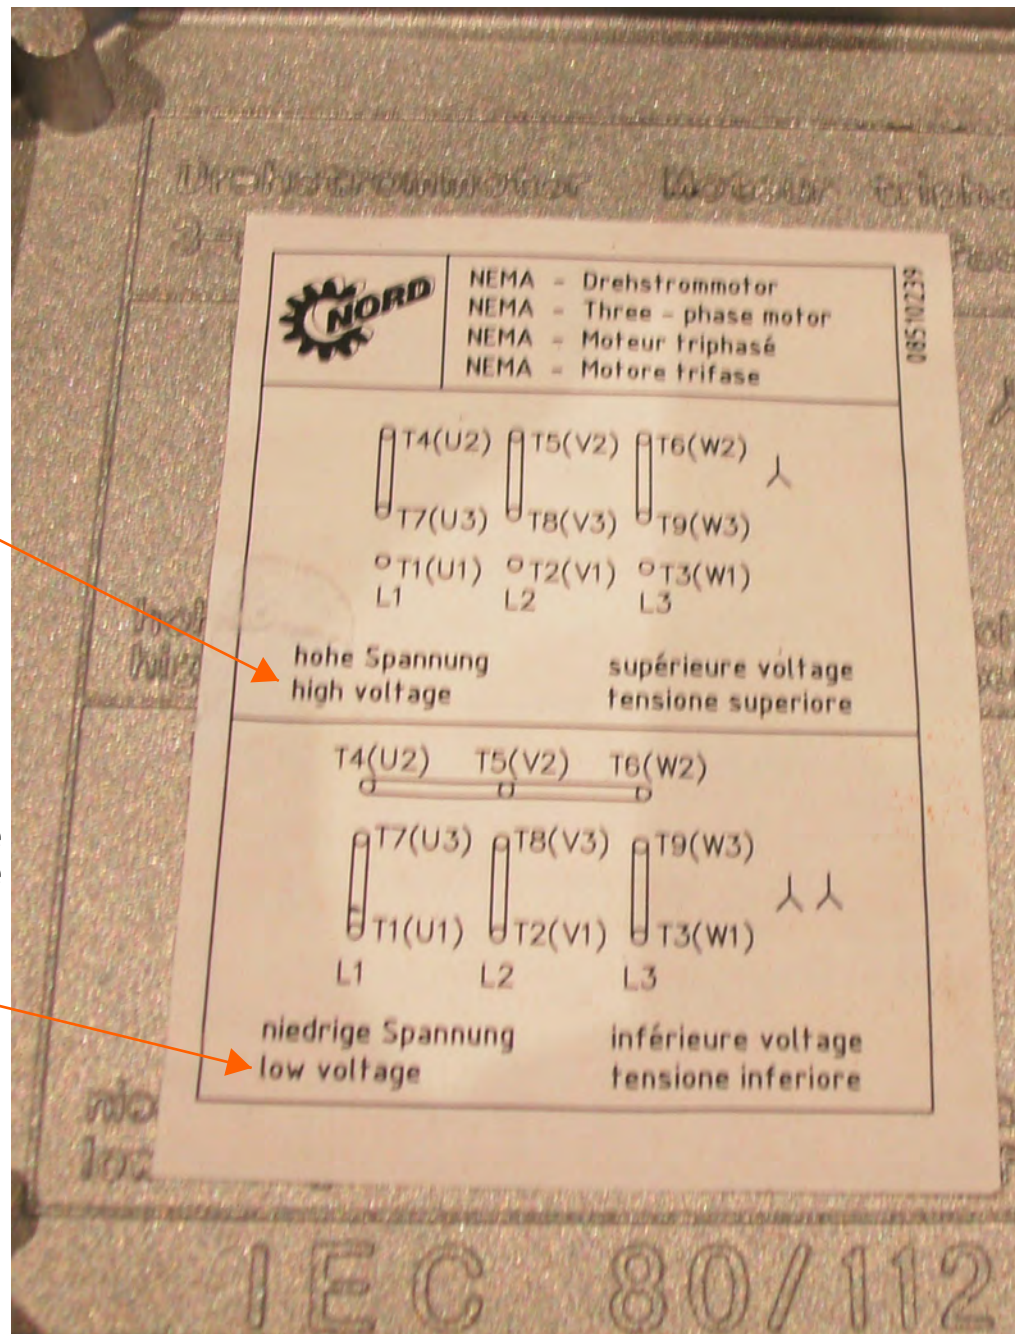 Drehstrommotor Moteur
NORD
NEMA - Drehstrommotor
NEMA - Three - phase motor
NEMA - Moteur triphasé
NEMA - Motore trifase
08510239
T4(U2) T5(V2) T6(W2)
T7(U3) T8(V3) T9(W3)
T1(U1) T2(V1) T3(W1)
L1 L2 L3
hohe Spannung supérieure voltage
high voltage tensione superiore
T4(U2) T5(V2) T6(W2)
T7(U3) T8(V3) T9(W3)
T1(U1) T2(V1) T3(W1)
L1 L2 L3
niedrige Spannung inférieure voltage
low voltage tensione inferiore
IEC 80/112